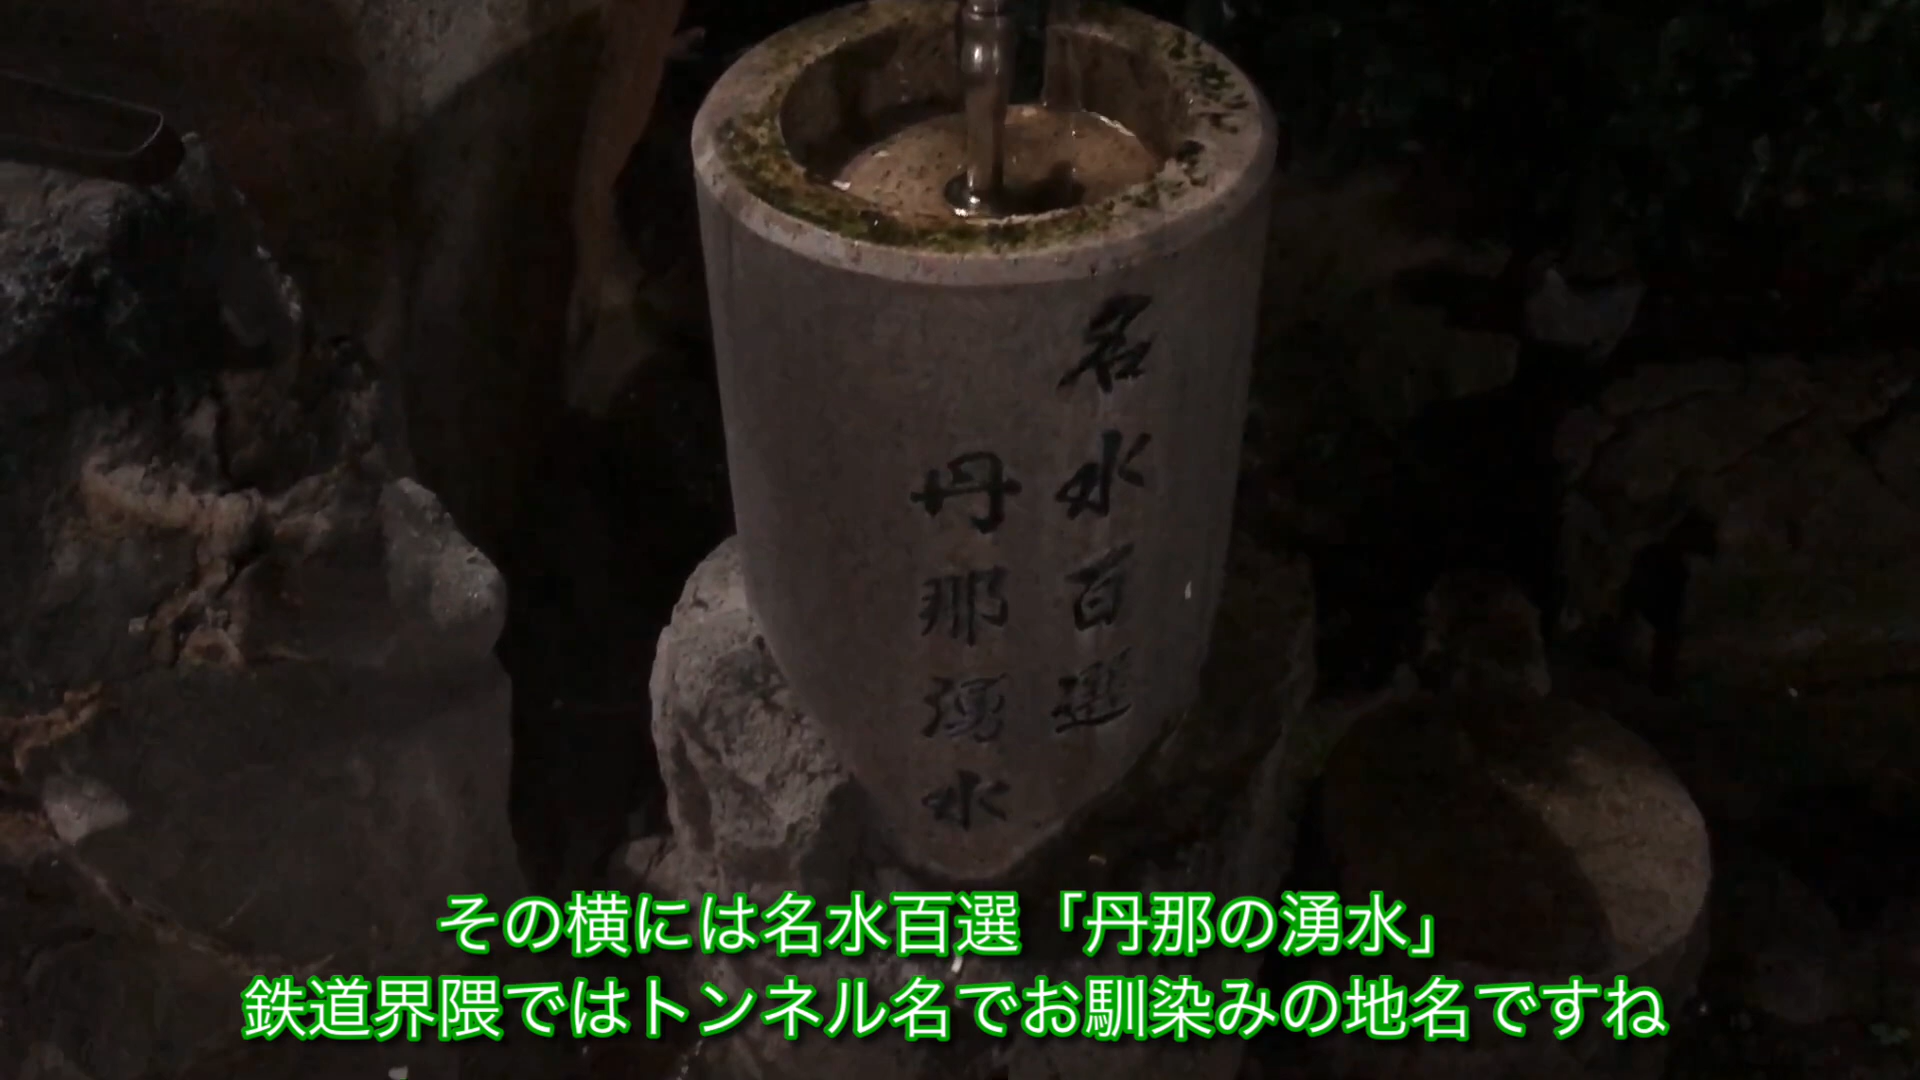 名水百選
丹那湧水
その横には名水百選「丹那の湧水」
鉄道界隈ではトンネル名でお馴染みの地名ですね